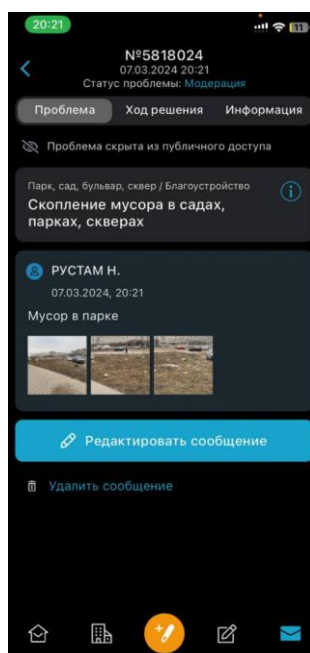 20:21
11
№5818024
07.03.2024 20:21
Статус проблемы: Модерация
Проблема Ход решения Информация
Проблема скрыта из публичного доступа
Парк, сад, бульвар, сквер / Благоустройство
Скопление мусора в садах,
парках, скверах
РУСТАМ Н.
07.03.2024, 20:21
Мусор в парке
Редактировать сообщение
Удалить сообщение